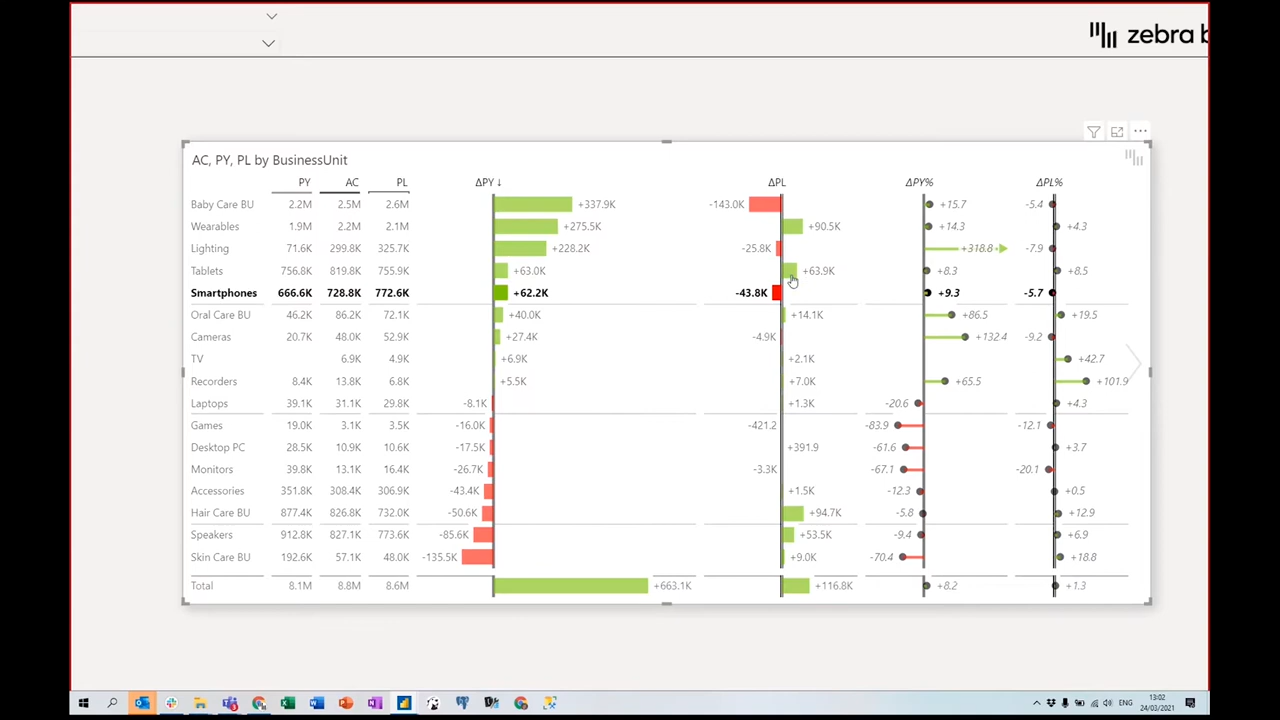 zebra b
AC, PY, PL by BusinessUnit
PY AC PL ΔPY ↓ ΔPL ΔPY% ΔPL%
Baby Care BU 2.2M 2.5M 2.6M +337.9K -143.0K +15.7 -5.4
Wearables 1.9M 2.2M 2.1M +275.5K +90.5K +14.3 +4.3
Lighting 71.6K 299.8K 325.7K +228.2K -25.8K +318.8 -7.9
Tablets 756.8K 819.8K 755.9K +63.0K +63.9K +8.3 +8.5
Smartphones 666.6K 728.8K 772.6K +62.2K -43.8K +9.3 -5.7
Oral Care BU 46.2K 86.2K 72.1K +40.0K +14.1K +86.5 +19.5
Cameras 20.7K 48.0K 52.9K +27.4K -4.9K +132.4 -9.2
TV 6.9K 4.9K +6.9K +2.1K +42.7
Recorders 8.4K 13.8K 6.8K +5.5K +7.0K +65.5 +101.9
Laptops 39.1K 31.1K 29.8K -8.1K +1.3K -20.6 +4.3
Games 19.0K 3.1K 3.5K -16.0K -421.2 -83.9 -12.1
Desktop PC 28.5K 10.9K 10.6K -17.5K +391.9 -61.6 +3.7
Monitors 39.8K 13.1K 16.4K -26.7K -3.3K -67.1 -20.1
Accessories 351.8K 308.4K 306.9K -43.4K +1.5K -12.3 +0.5
Hair Care BU 877.4K 826.8K 732.0K -50.6K +94.7K -5.8 +12.9
Speakers 912.8K 827.1K 773.6K -85.6K +53.5K -9.4 +6.9
Skin Care BU 192.6K 57.1K 48.0K -135.5K +9.0K -70.4 +18.8
Total 8.1M 8.8M 8.6M +663.1K +116.8K +8.2 +1.3
ENG 13:02
24/03/2021